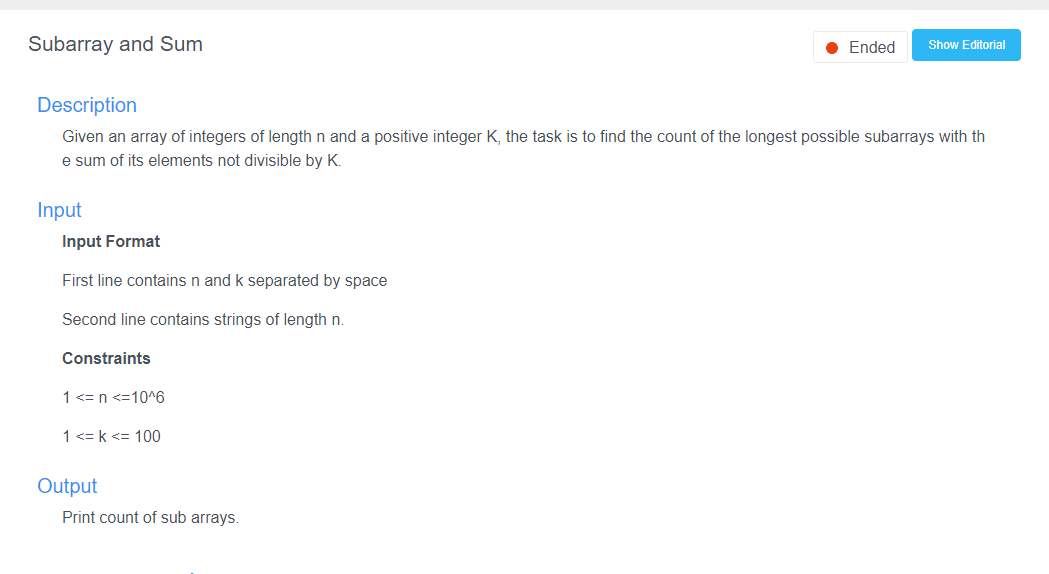 Subarray and Sum
Ended
Show Editorial
Description
Given an array of integers of length n and a positive integer K, the task is to find the count of the longest possible subarrays with th
e sum of its elements not divisible by K.
Input
Input Format
First line contains n and k separated by space
Second line contains strings of length n.
Constraints
1 <= n <=10^6
1 <= k <= 100
Output
Print count of sub arrays.